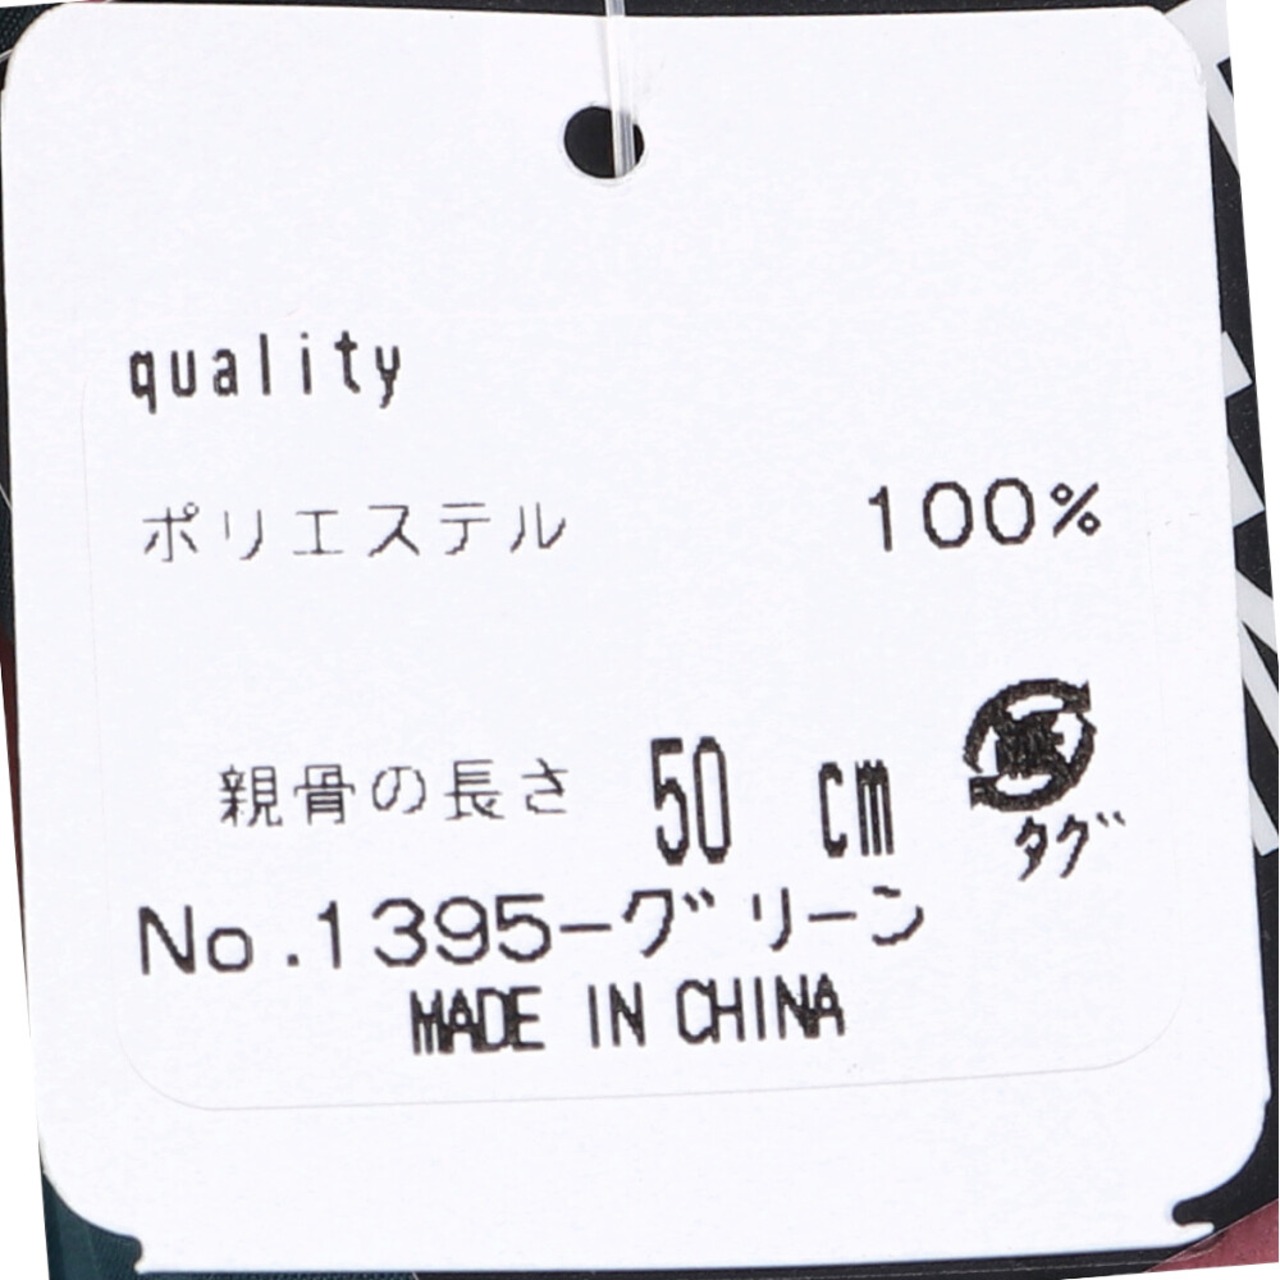 quality
ポリエステル 100%
親骨の長さ 50 cm
タグ
No.1395-グリーン
MADE IN CHINA